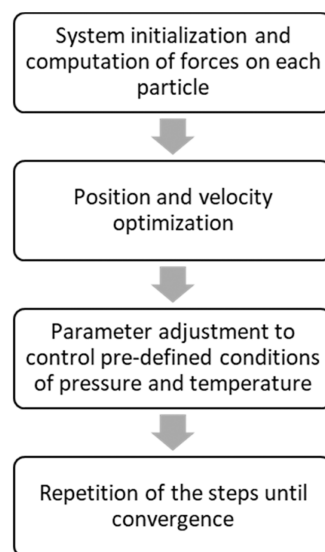 System initialization and
computation of forces on each
particle
Position and velocity
optimization
Parameter adjustment to
control pre-defined conditions
of pressure and temperature
Repetition of the steps until
convergence